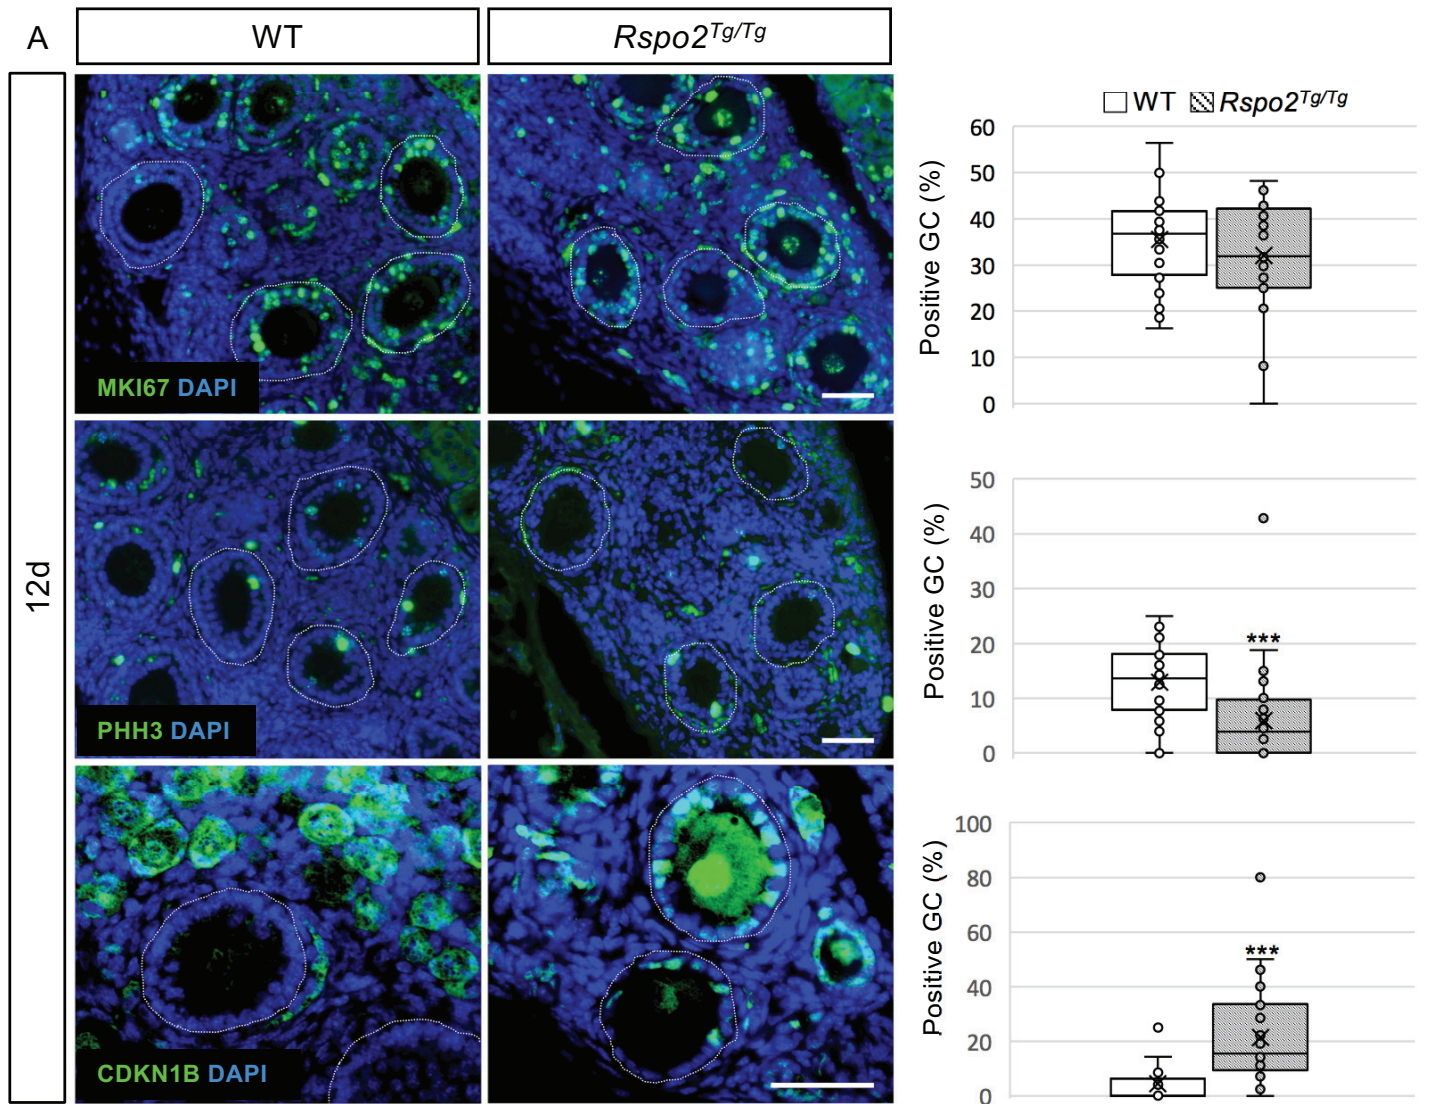 A
WT
Rspo2Tg/Tg
12d
MKI67 DAPI
PHH3 DAPI
CDKN1B DAPI
WT Rspo2Tg/Tg
Positive GC (%)
60
50
40
30
20
10
0
Positive GC (%)
50
40
30
20
10
0
***
Positive GC (%)
100
80
60
40
20
0
***